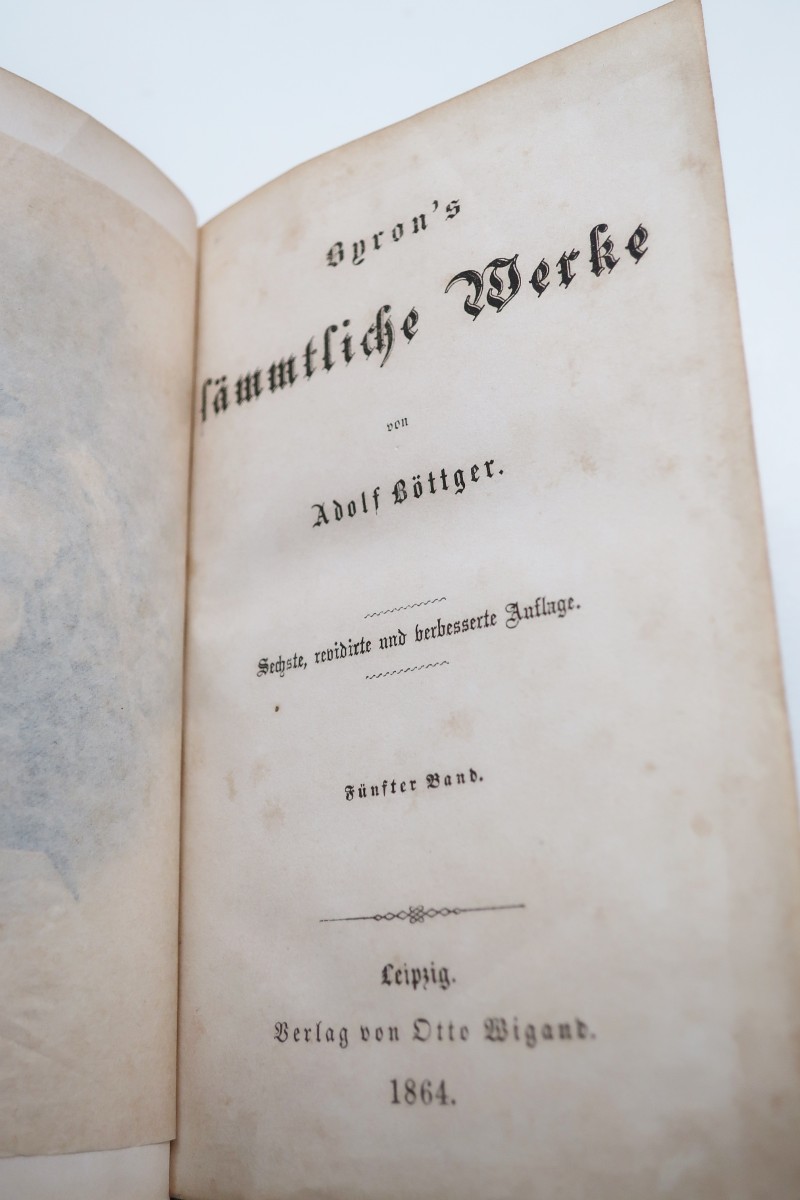 Byron's
sämmtliche Werke
von
Adolf Böttger.
Sechste, revidirte und verbesserte Auflage.
Fünfter Band.
Leipzig.
Verlag von Otto Wigand.
1864.